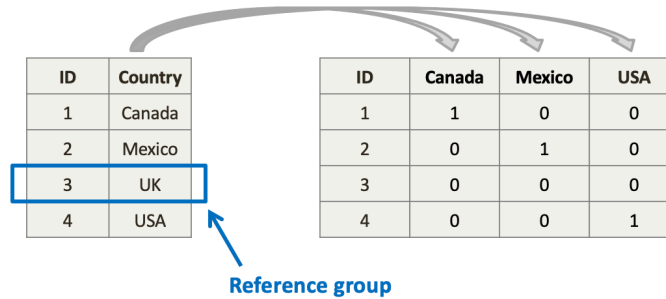 ID Country
1 Canada
2 Mexico
3 UK
4 USA
ID Canada Mexico USA
1 1 0 0
2 0 1 0
3 0 0 0
4 0 0 1
Reference group